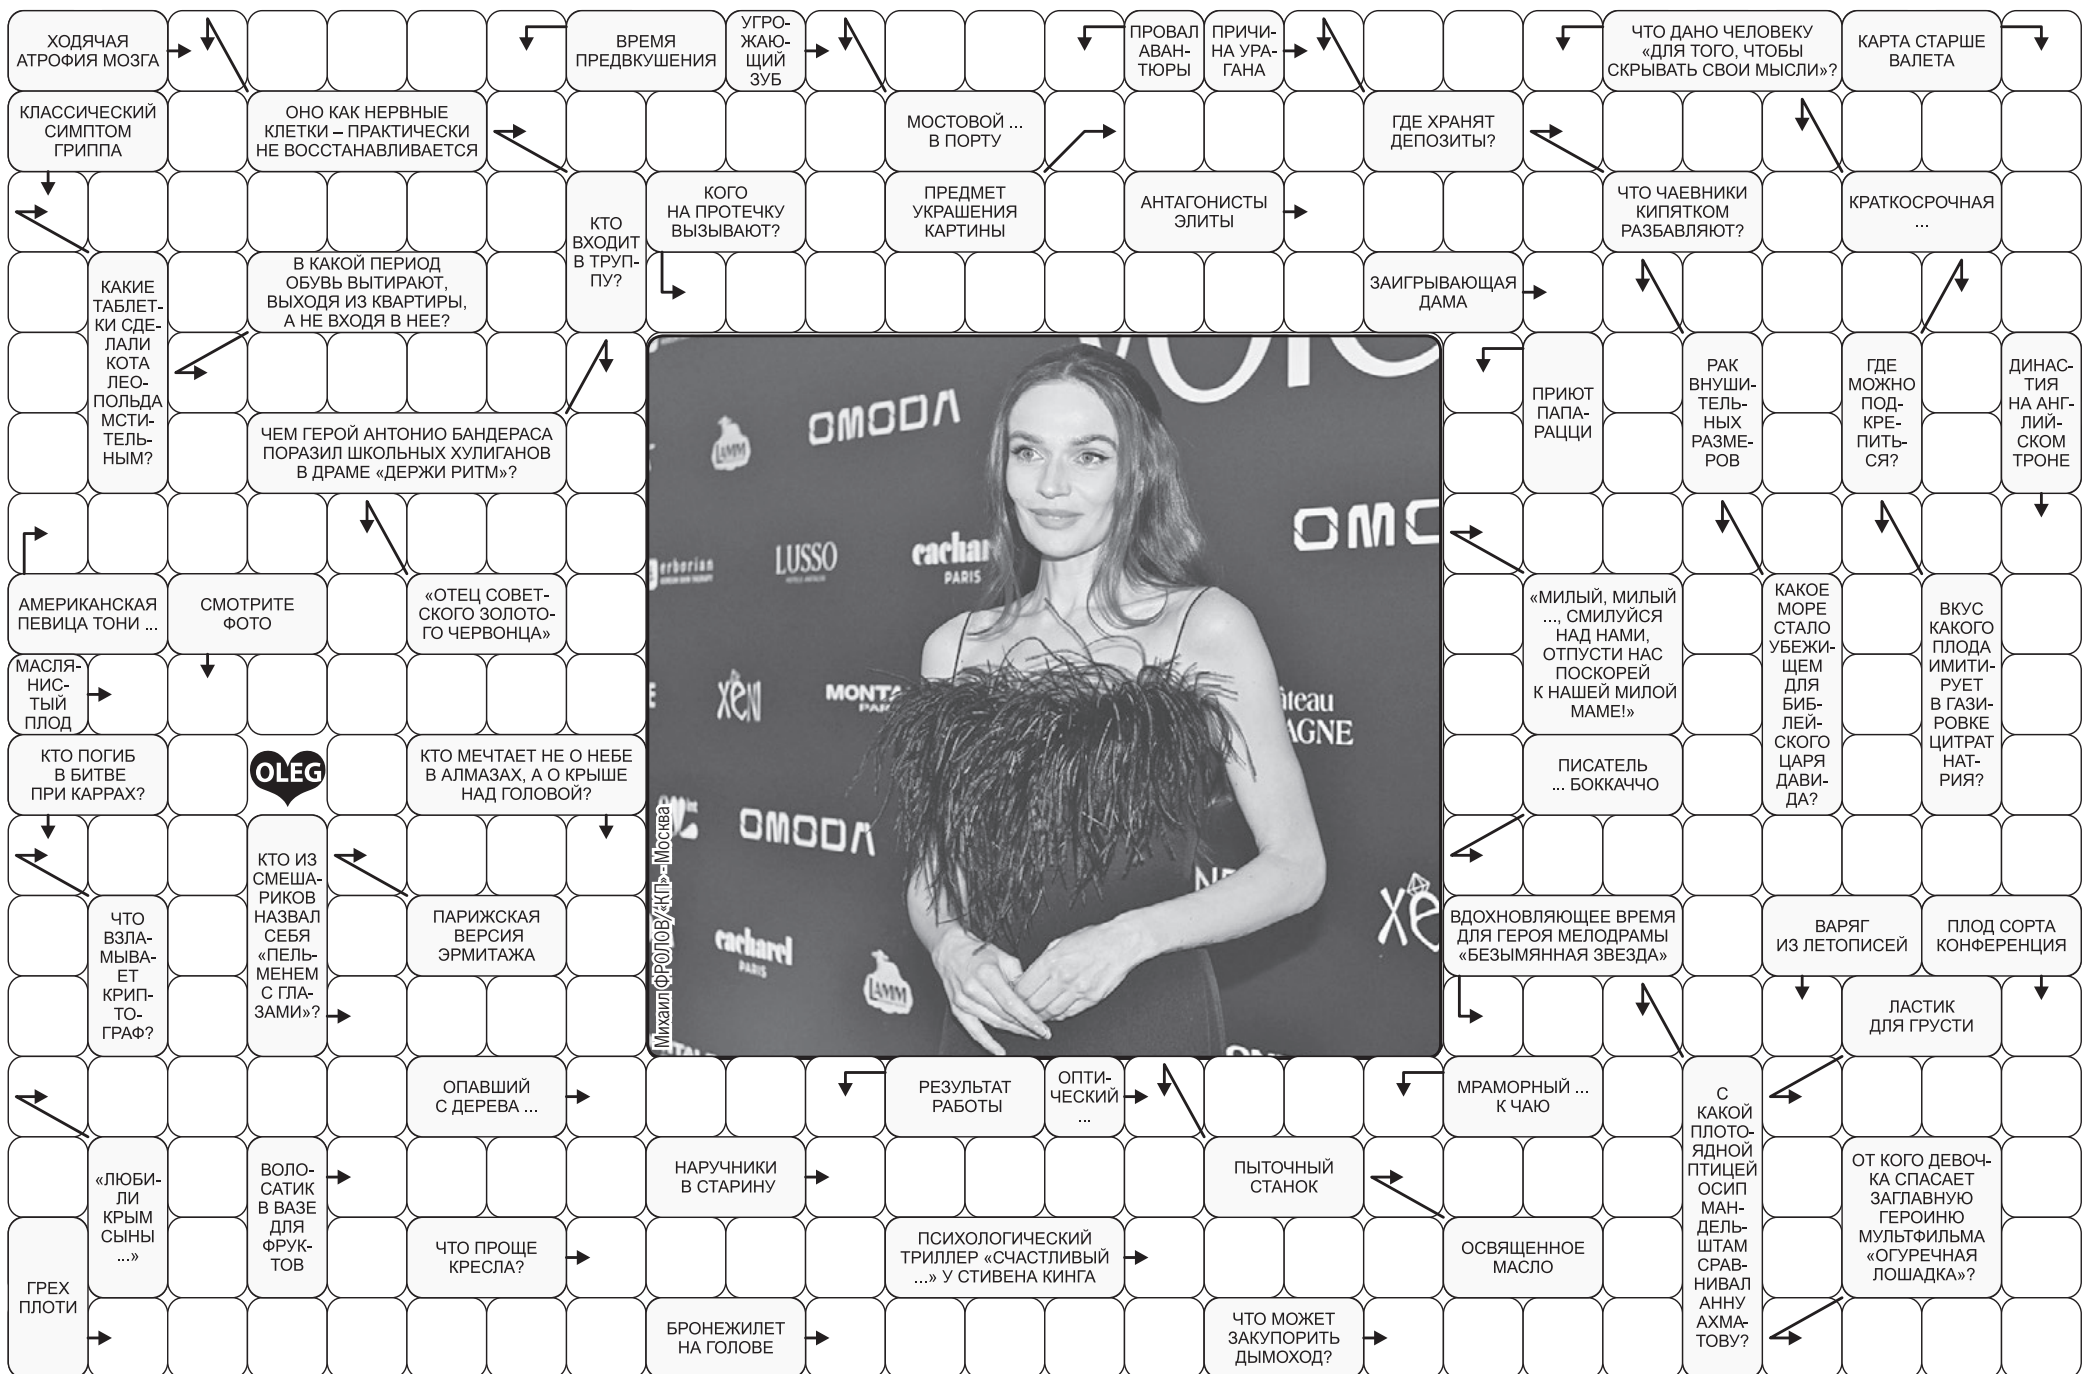 ХОДЯЧАЯ
АТРОФИЯ МОЗГА
ВРЕМЯ
ПРЕДВКУШЕНИЯ
УГРО-
ЖАЮ-
ЩИЙ
ЗУБ
ПРОВАЛ
АВАН-
ТЮРЫ
ПРИЧИ-
НА УРА-
ГАНА
ЧТО ДАНО ЧЕЛОВЕКУ
«ДЛЯ ТОГО, ЧТОБЫ
СКРЫВАТЬ СВОИ МЫСЛИ»?
КАРТА СТАРШЕ
ВАЛЕТА
КЛАССИЧЕСКИЙ
СИМПТОМ
ГРИППА
ОНО КАК НЕРВНЫЕ
КЛЕТКИ – ПРАКТИЧЕСКИ
НЕ ВОССТАНАВЛИВАЕТСЯ
МОСТОВОЙ ...
В ПОРТУ
ГДЕ ХРАНЯТ
ДЕПОЗИТЫ?
КТО
ВХОДИТ
В ТРУП-
ПУ?
КОГО
НА ПРОТЕЧКУ
ВЫЗЫВАЮТ?
ПРЕДМЕТ
УКРАШЕНИЯ
КАРТИНЫ
АНТАГОНИСТЫ
ЭЛИТЫ
ЧТО ЧАЕВНИКИ
КИПЯТКОМ
РАЗБАВЛЯЮТ?
КРАТКОСРОЧНАЯ
...
КАКИЕ
ТАБЛЕТ-
КИ СДЕ-
ЛАЛИ
КОТА
ЛЕО-
ПОЛЬДА
МСТИ-
ТЕЛЬ-
НЫМ?
В КАКОЙ ПЕРИОД
ОБУВЬ ВЫТИРАЮТ,
ВЫХОДЯ ИЗ КВАРТИРЫ,
А НЕ ВХОДЯ В НЕЕ?
ЗАИГРЫВАЮЩАЯ
ДАМА
ПРИЮТ
ПАПА-
РАЦЦИ
РАК
ВНУШИ-
ТЕЛЬ-
НЫХ
РАЗМЕ-
РОВ
ГДЕ
МОЖНО
ПОД-
КРЕ-
ПИТЬ-
СЯ?
ДИНАС-
ТИЯ
НА АНГ-
ЛИЙ-
СКОМ
ТРОНЕ
ЧЕМ ГЕРОЙ АНТОНИО БАНДЕРАСА
ПОРАЗИЛ ШКОЛЬНЫХ ХУЛИГАНОВ
В ДРАМЕ «ДЕРЖИ РИТМ»?
OMODA
LAMM
OMO
erborian
LUSSO
cachar
PARIS
АМЕРИКАНСКАЯ
ПЕВИЦА ТОНИ ...
СМОТРИТЕ
ФОТО
«ОТЕЦ СОВЕТ-
СКОГО ЗОЛОТО-
ГО ЧЕРВОНЦА»
«МИЛЫЙ, МИЛЫЙ
..., СМИЛУЙСЯ
НАД НАМИ,
ОТПУСТИ НАС
ПОСКОРЕЙ
К НАШЕЙ МИЛОЙ
МАМЕ!»
КАКОЕ
МОРЕ
СТАЛО
УБЕЖИ-
ЩЕМ
ДЛЯ
БИБ-
ЛЕЙ-
СКОГО
ЦАРЯ
ДАВИ-
ДА?
ВКУС
КАКОГО
ПЛОДА
ИМИТИ-
РУЕТ
В ГАЗИ-
РОВКЕ
ЦИТРАТ
НАТ-
РИЯ?
МАСЛЯ-
НИС-
ТЫЙ
ПЛОД
MONTA
âteau
AGNE
КТО ПОГИБ
В БИТВЕ
ПРИ КАРРАХ?
OLEG
КТО МЕЧТАЕТ НЕ О НЕБЕ
В АЛМАЗАХ, А О КРЫШЕ
НАД ГОЛОВОЙ?
ПИСАТЕЛЬ
... БОККАЧЧО
OMODA
Михаил ФРОЛОВ/«КП» - Москва
КТО ИЗ
СМЕША-
РИКОВ
НАЗВАЛ
СЕБЯ
«ПЕЛЬ-
МЕНЕМ
С ГЛА-
ЗАМИ»?
ЧТО
ВЗЛА-
МЫВА-
ЕТ
КРИП-
ТО-
ГРАФ?
ПАРИЖСКАЯ
ВЕРСИЯ
ЭРМИТАЖА
cacharel
PARIS
LAMM
ВДОХНОВЛЯЮЩЕЕ ВРЕМЯ
ДЛЯ ГЕРОЯ МЕЛОДРАМЫ
«БЕЗЫМЯННАЯ ЗВЕЗДА»
ВАРЯГ
ИЗ ЛЕТОПИСЕЙ
ПЛОД СОРТА
КОНФЕРЕНЦИЯ
ЛАСТИК
ДЛЯ ГРУСТИ
ОПАВШИЙ
С ДЕРЕВА ...
РЕЗУЛЬТАТ
РАБОТЫ
ОПТИ-
ЧЕСКИЙ
...
МРАМОРНЫЙ ...
К ЧАЮ
С
КАКОЙ
ПЛОТО-
ЯДНОЙ
ПТИЦЕЙ
ОСИП
МАН-
ДЕЛЬ-
ШТАМ
СРАВ-
НИВАЛ
АННУ
АХМА-
ТОВУ?
«ЛЮБИ-
ЛИ
КРЫМ
СЫНЫ
...»
ВОЛО-
САТИК
В ВАЗЕ
ДЛЯ
ФРУК-
ТОВ
НАРУЧНИКИ
В СТАРИНУ
ПЫТОЧНЫЙ
СТАНОК
ОТ КОГО ДЕВОЧ-
КА СПАСАЕТ
ЗАГЛАВНУЮ
ГЕРОИНЮ
МУЛЬТФИЛЬМА
«ОГУРЕЧНАЯ
ЛОШАДКА»?
ГРЕХ
ПЛОТИ
ЧТО ПРОЩЕ
КРЕСЛА?
ПСИХОЛОГИЧЕСКИЙ
ТРИЛЛЕР «СЧАСТЛИВЫЙ
...» У СТИВЕНА КИНГА
ОСВЯЩЕННОЕ
МАСЛО
БРОНЕЖИЛЕТ
НА ГОЛОВЕ
ЧТО МОЖЕТ
ЗАКУПОРИТЬ
ДЫМОХОД?